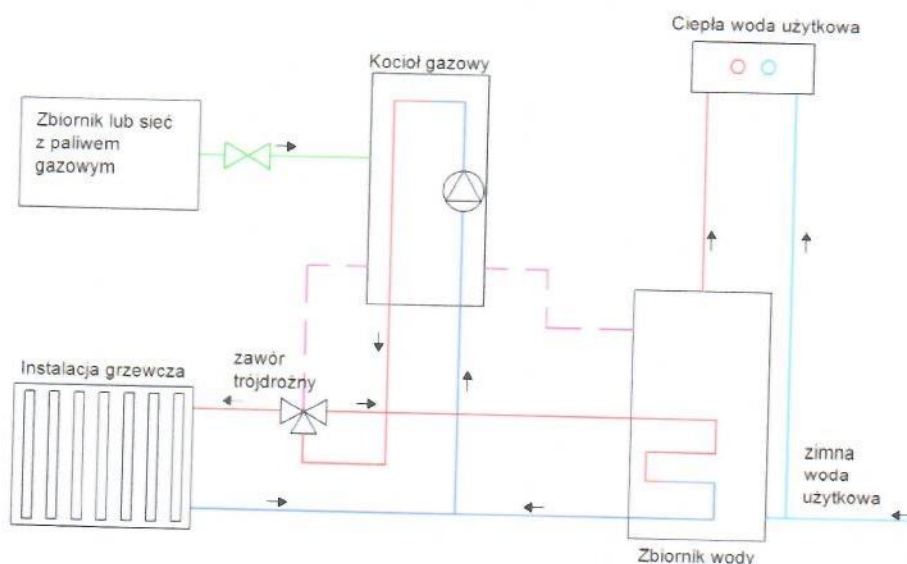 Ciepła woda użytkowa
Kocioł gazowy
Zbiornik lub sieć
z paliwem
gazowym
zawór
trójdrożny
Instalacja grzewcza
zimna
woda
użytkowa
Zbiornik wody